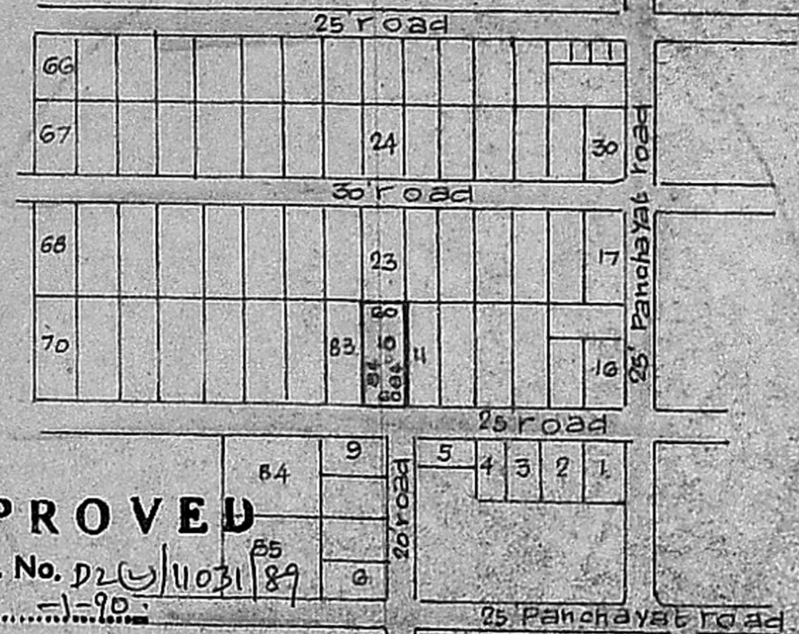 25' road
66
67 24 30
30' road
25' Panchayat road
68 23 17
70 83 10 11 16
25 road
9 5 4 3 2 1
84
20' road
PROVED
85
. No. D2 11031/89 6
-1-90.
25 Panchayat road